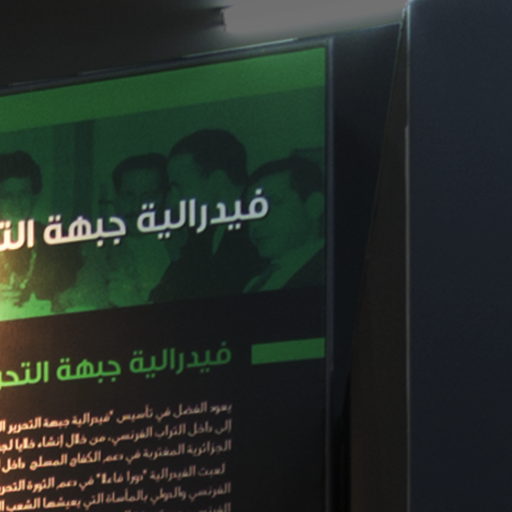 فيدرالية جبهة
فيدرالية جبهة التحر
يعود الفضل في تأسيس "فيدرالية جبهة التحرير
إلى داخل التراب الفرنسي، من خلال إنشاء خلايا
الجزائرية المغتربة في دعم الكفاح المسلح داخل
لعبت الفيدرالية "دورا فاعلا" في دعم الثورة
الفرنسي والدولي بالمأساة التي يعيشها الشعب